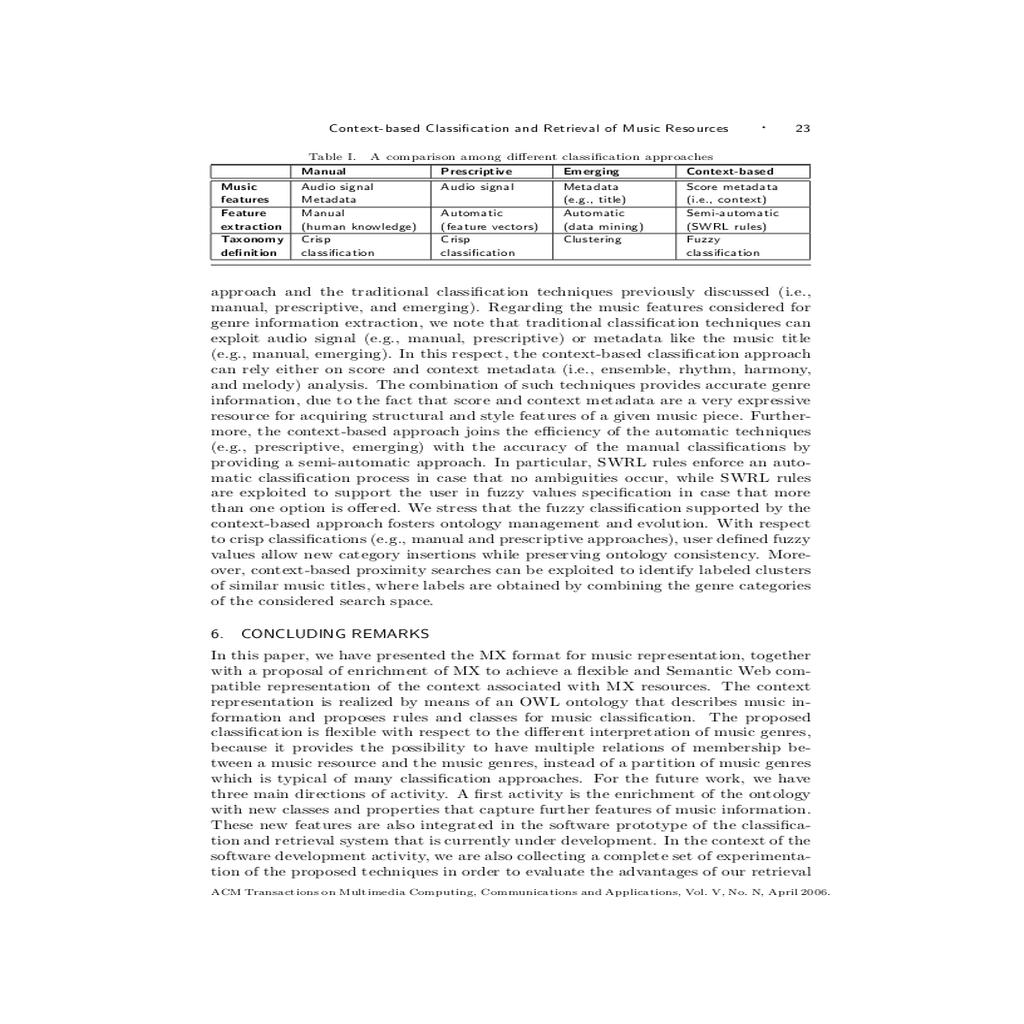 Context-based Classification and Retrieval of Music Resources · 23
Table I. A comparison among different classification approaches
Manual Prescriptive Emerging Context-based
Music Audio signal Audio signal Metadata Score metadata
features Metadata (e.g., title) (i.e., context)
Feature Manual Automatic Automatic Semi-automatic
extraction (human knowledge) (feature vectors) (data mining) (SWRL rules)
Taxonomy Crisp Crisp Clustering Fuzzy
definition classification classification classification
approach and the traditional classification techniques previously discussed (i.e.,
manual, prescriptive, and emerging). Regarding the music features considered for
genre information extraction, we note that traditional classification techniques can
exploit audio signal (e.g., manual, prescriptive) or metadata like the music title
(e.g., manual, emerging). In this respect, the context-based classification approach
can rely either on score and context metadata (i.e., ensemble, rhythm, harmony,
and melody) analysis. The combination of such techniques provides accurate genre
information, due to the fact that score and context metadata are a very expressive
resource for acquiring structural and style features of a given music piece. Further-
more, the context-based approach joins the efficiency of the automatic techniques
(e.g., prescriptive, emerging) with the accuracy of the manual classifications by
providing a semi-automatic approach. In particular, SWRL rules enforce an auto-
matic classification process in case that no ambiguities occur, while SWRL rules
are exploited to support the user in fuzzy values specification in case that more
than one option is offered. We stress that the fuzzy classification supported by the
context-based approach fosters ontology management and evolution. With respect
to crisp classifications (e.g., manual and prescriptive approaches), user defined fuzzy
values allow new category insertions while preserving ontology consistency. More-
over, context-based proximity searches can be exploited to identify labeled clusters
of similar music titles, where labels are obtained by combining the genre categories
of the considered search space.
6. CONCLUDING REMARKS
In this paper, we have presented the MX format for music representation, together
with a proposal of enrichment of MX to achieve a flexible and Semantic Web com-
patible representation of the context associated with MX resources. The context
representation is realized by means of an OWL ontology that describes music in-
formation and proposes rules and classes for music classification. The proposed
classification is flexible with respect to the different interpretation of music genres,
because it provides the possibility to have multiple relations of membership be-
tween a music resource and the music genres, instead of a partition of music genres
which is typical of many classification approaches. For the future work, we have
three main directions of activity. A first activity is the enrichment of the ontology
with new classes and properties that capture further features of music information.
These new features are also integrated in the software prototype of the classifica-
tion and retrieval system that is currently under development. In the context of the
software development activity, we are also collecting a complete set of experimenta-
tion of the proposed techniques in order to evaluate the advantages of our retrieval
ACM Transactions on Multimedia Computing, Communications and Applications, Vol. V, No. N, April 2006.